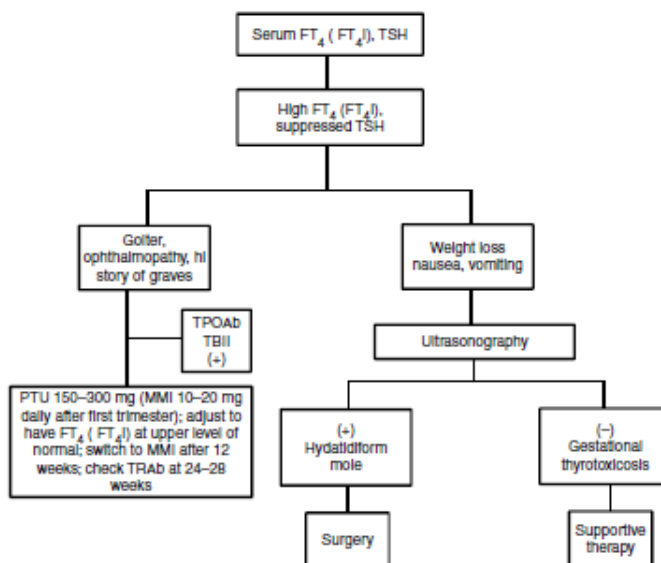 Serum FT4 ( FT4I), TSH
High FT4 (FT4I),
suppressed TSH
Goiter,
ophthalmopathy, hi
story of graves
Weight loss
nausea, vomiting
TPOAb
TBII
(+)
Ultrasonography
PTU 150–300 mg (MMI 10–20 mg
daily after first trimester); adjust to
have FT4 ( FT4I) at upper level of
normal; switch to MMI after 12
weeks; check TRAb at 24–28
weeks
(+)
Hydatidiform
mole
(–)
Gestational
thyrotoxicosis
Surgery
Supportive
therapy